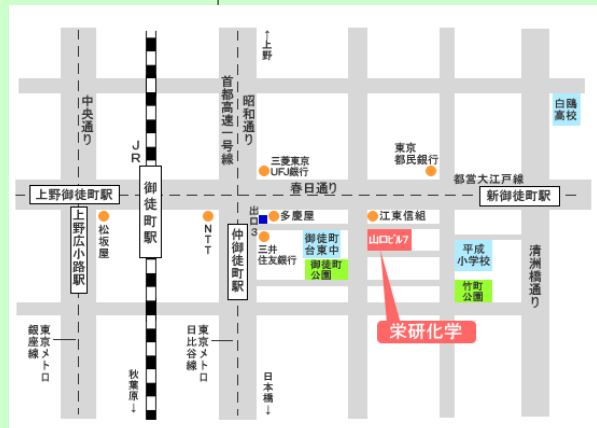 ↑上野
中央通り
首都高速一号線
昭和通り
白鴎
高校
JR
三菱東京
UFJ銀行
東京
都民銀行
都営大江戸線
春日通り
上野御徒町駅
御徒町駅
新御徒町駅
上野広小路駅
松坂屋
NTT
仲御徒町駅
出口3
多慶屋
江東信組
三井
住友銀行
御徒町
台東中
御徒町
公園
山口ビル7
平成
小学校
竹町
公園
清洲橋通り
栄研化学
東京メトロ
銀座線
秋葉原↓
東京メトロ
日比谷線
日本橋↓